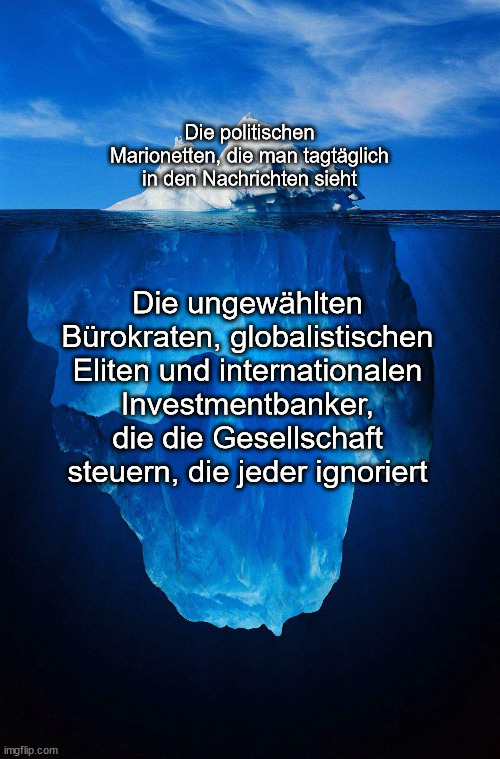 Die politischen
Marionetten, die man tagtäglich
in den Nachrichten sieht
Die ungewählten
Bürokraten, globalistischen
Eliten und internationalen
Investmentbanker,
die die Gesellschaft
steuern, die jeder ignoriert
imgflip.com